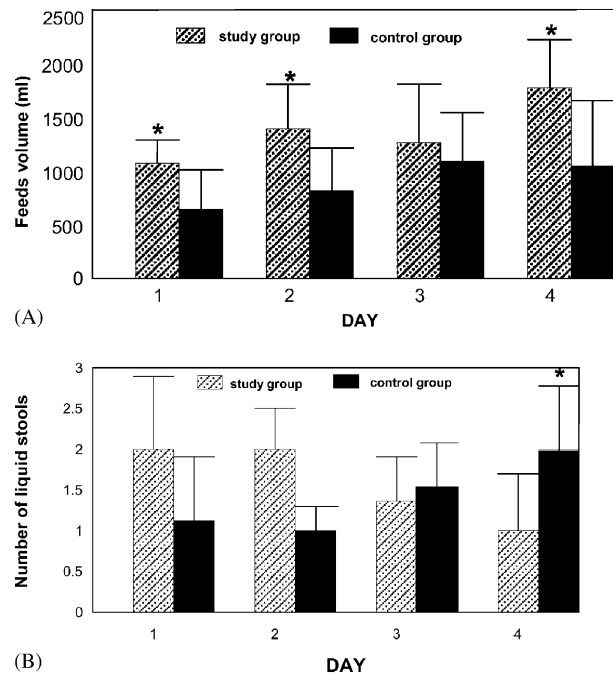 2500
study group
control group
*
*
*
2000
1500
1000
500
0
Feeds volume (ml)
1
2
3
4
(A)
DAY
3
study group
control group
*
2.5
2
1.5
1
0.5
0
Number of liquid stools
1
2
3
4
(B)
DAY